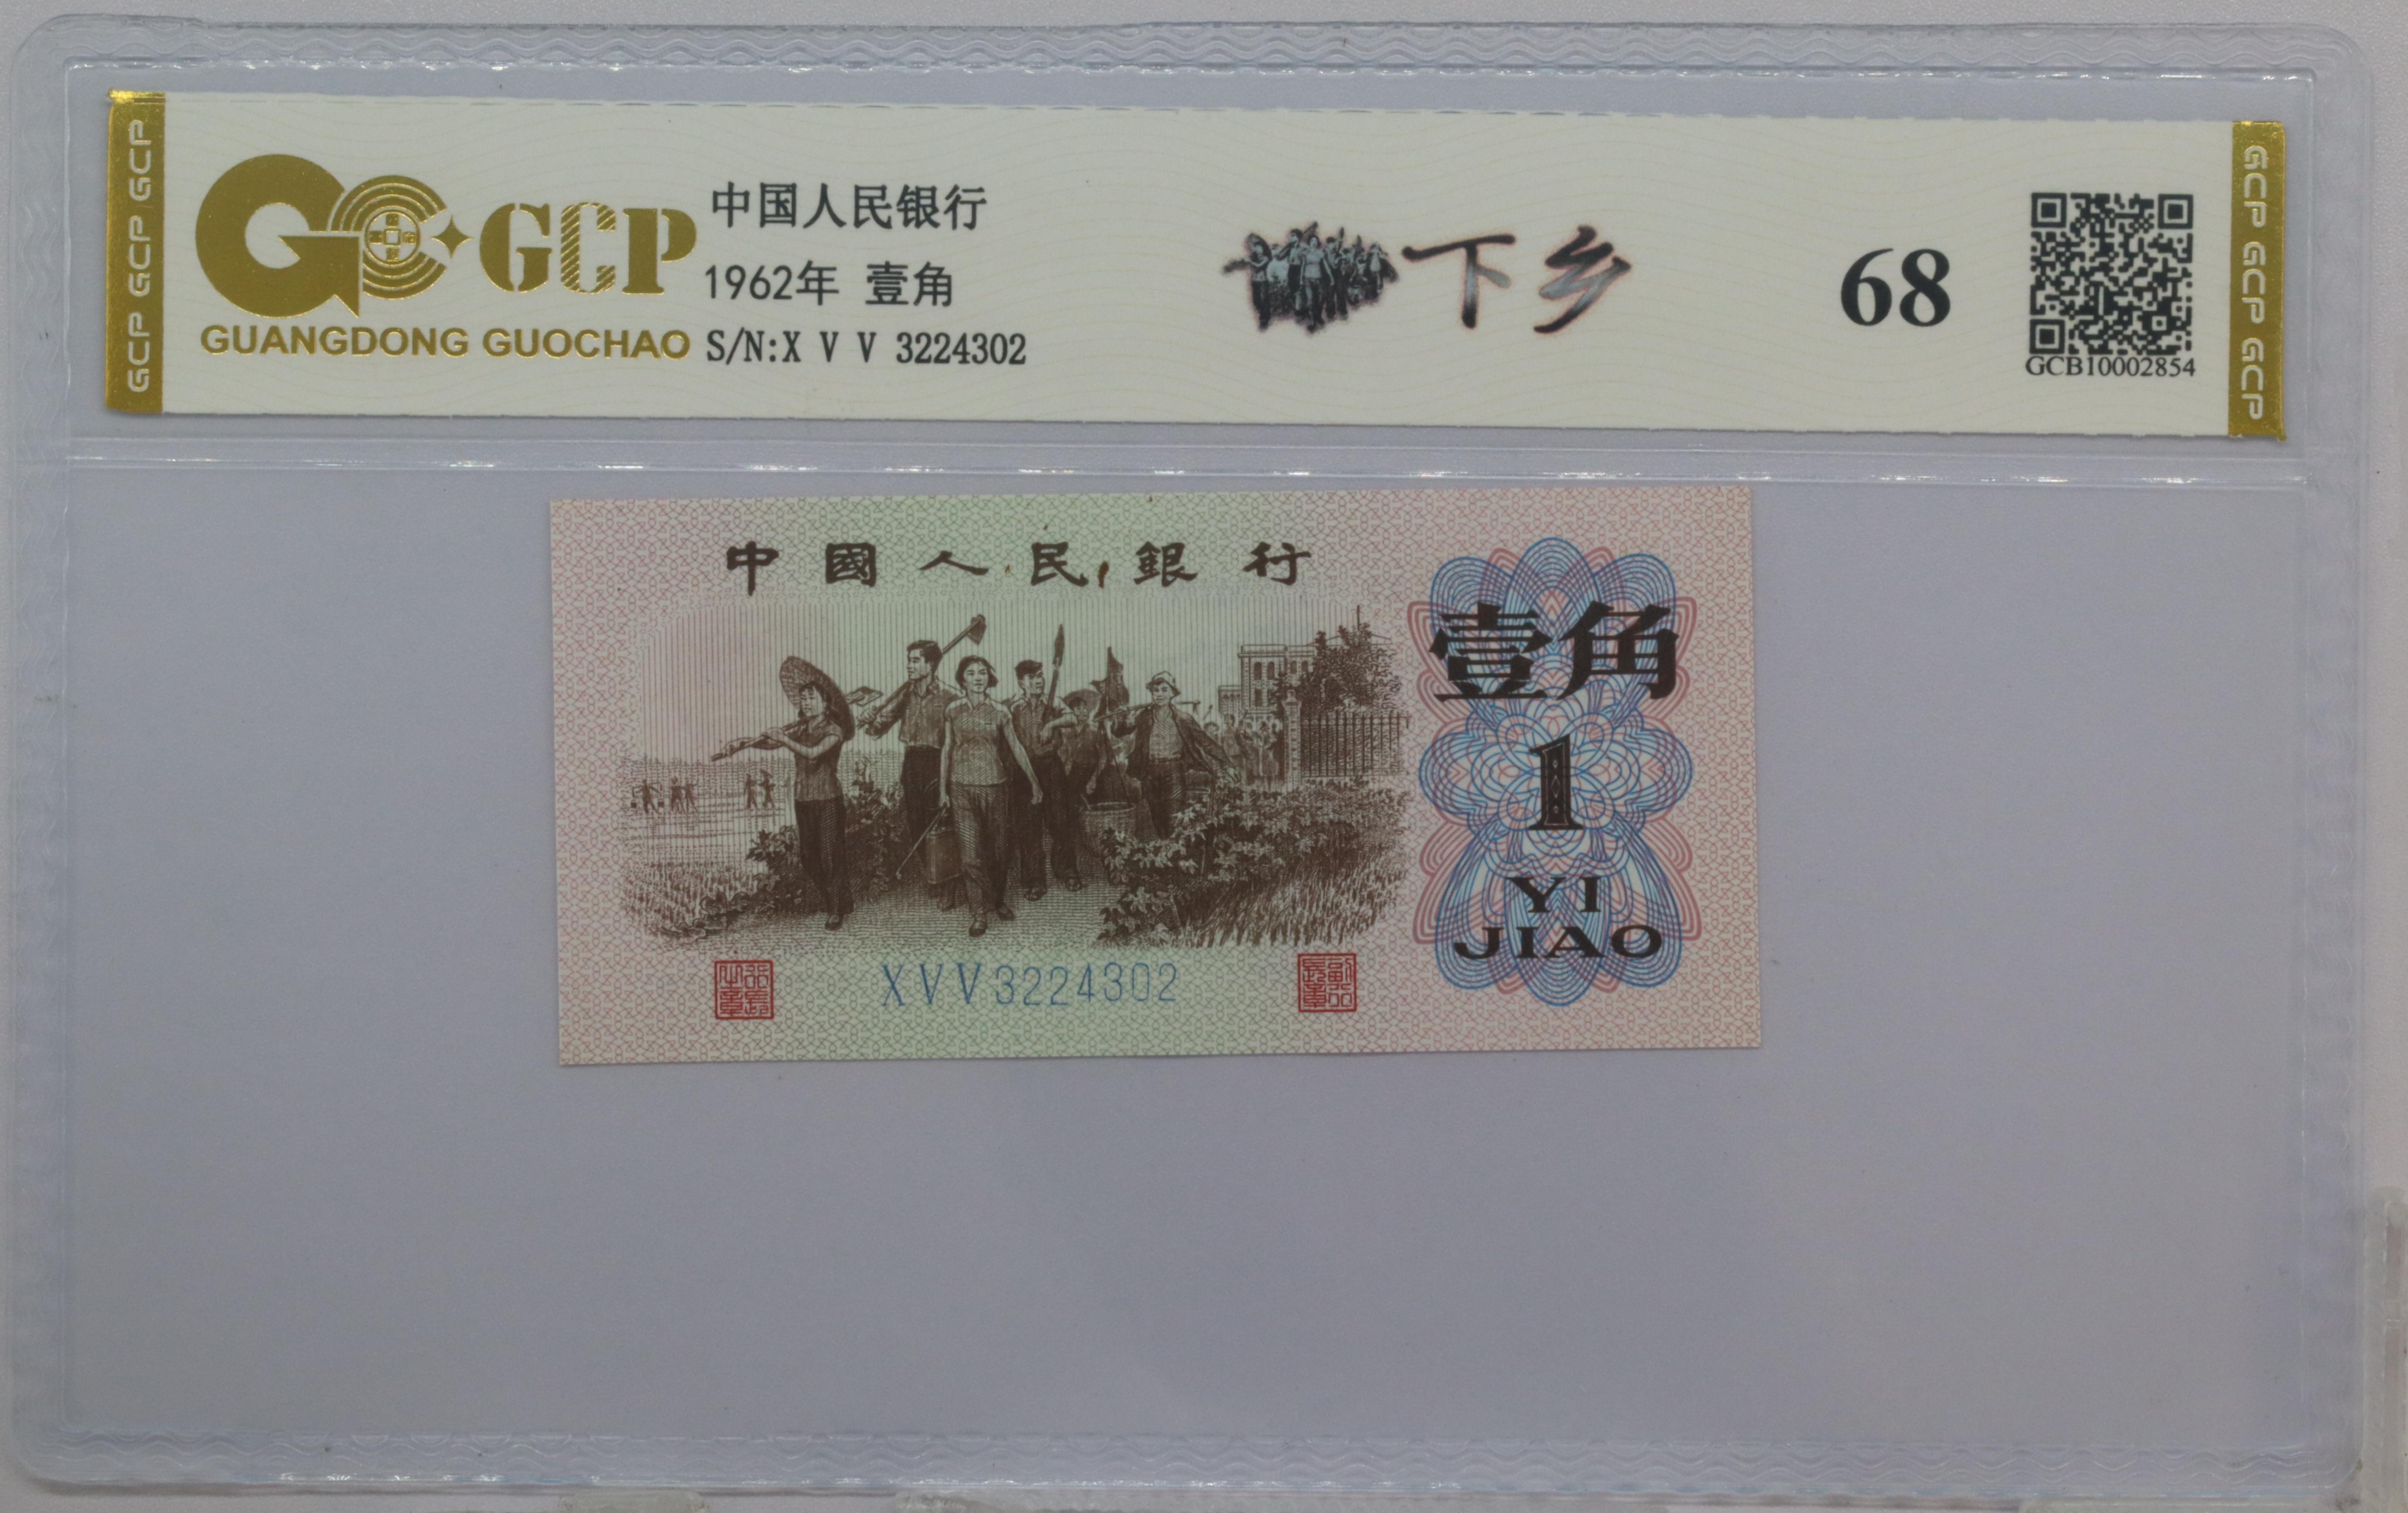 GCP GCP GCP
GCP
GUANGDONG GUOCHAO
中国人民银行
1962年 壹角
S/N:X V V 3224302
下乡
68
GCB10002854
GCP GCP GCP
中國人民銀行
壹角
1
YI
JIAO
XVV3224302